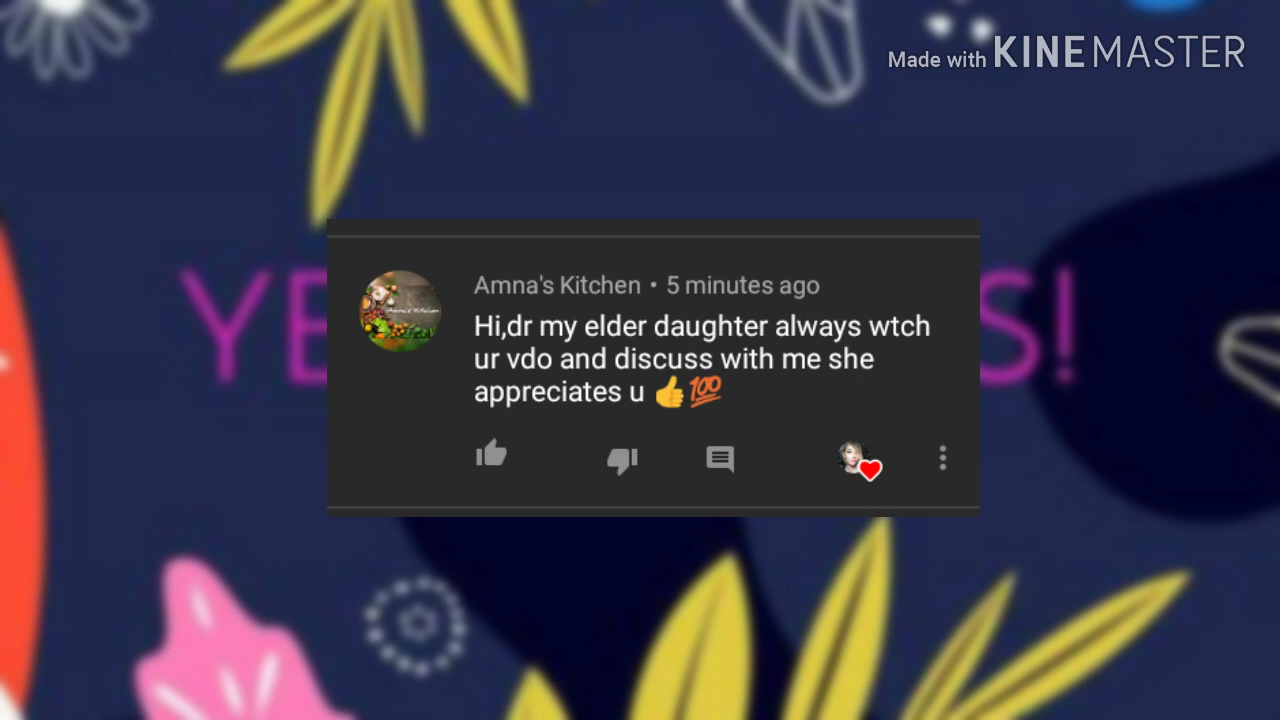 Made with KINEMASTER
YE S!
Amna's Kitchen • 5 minutes ago
Hi,dr my elder daughter always wtch
ur vdo and discuss with me she
appreciates u 👍💯